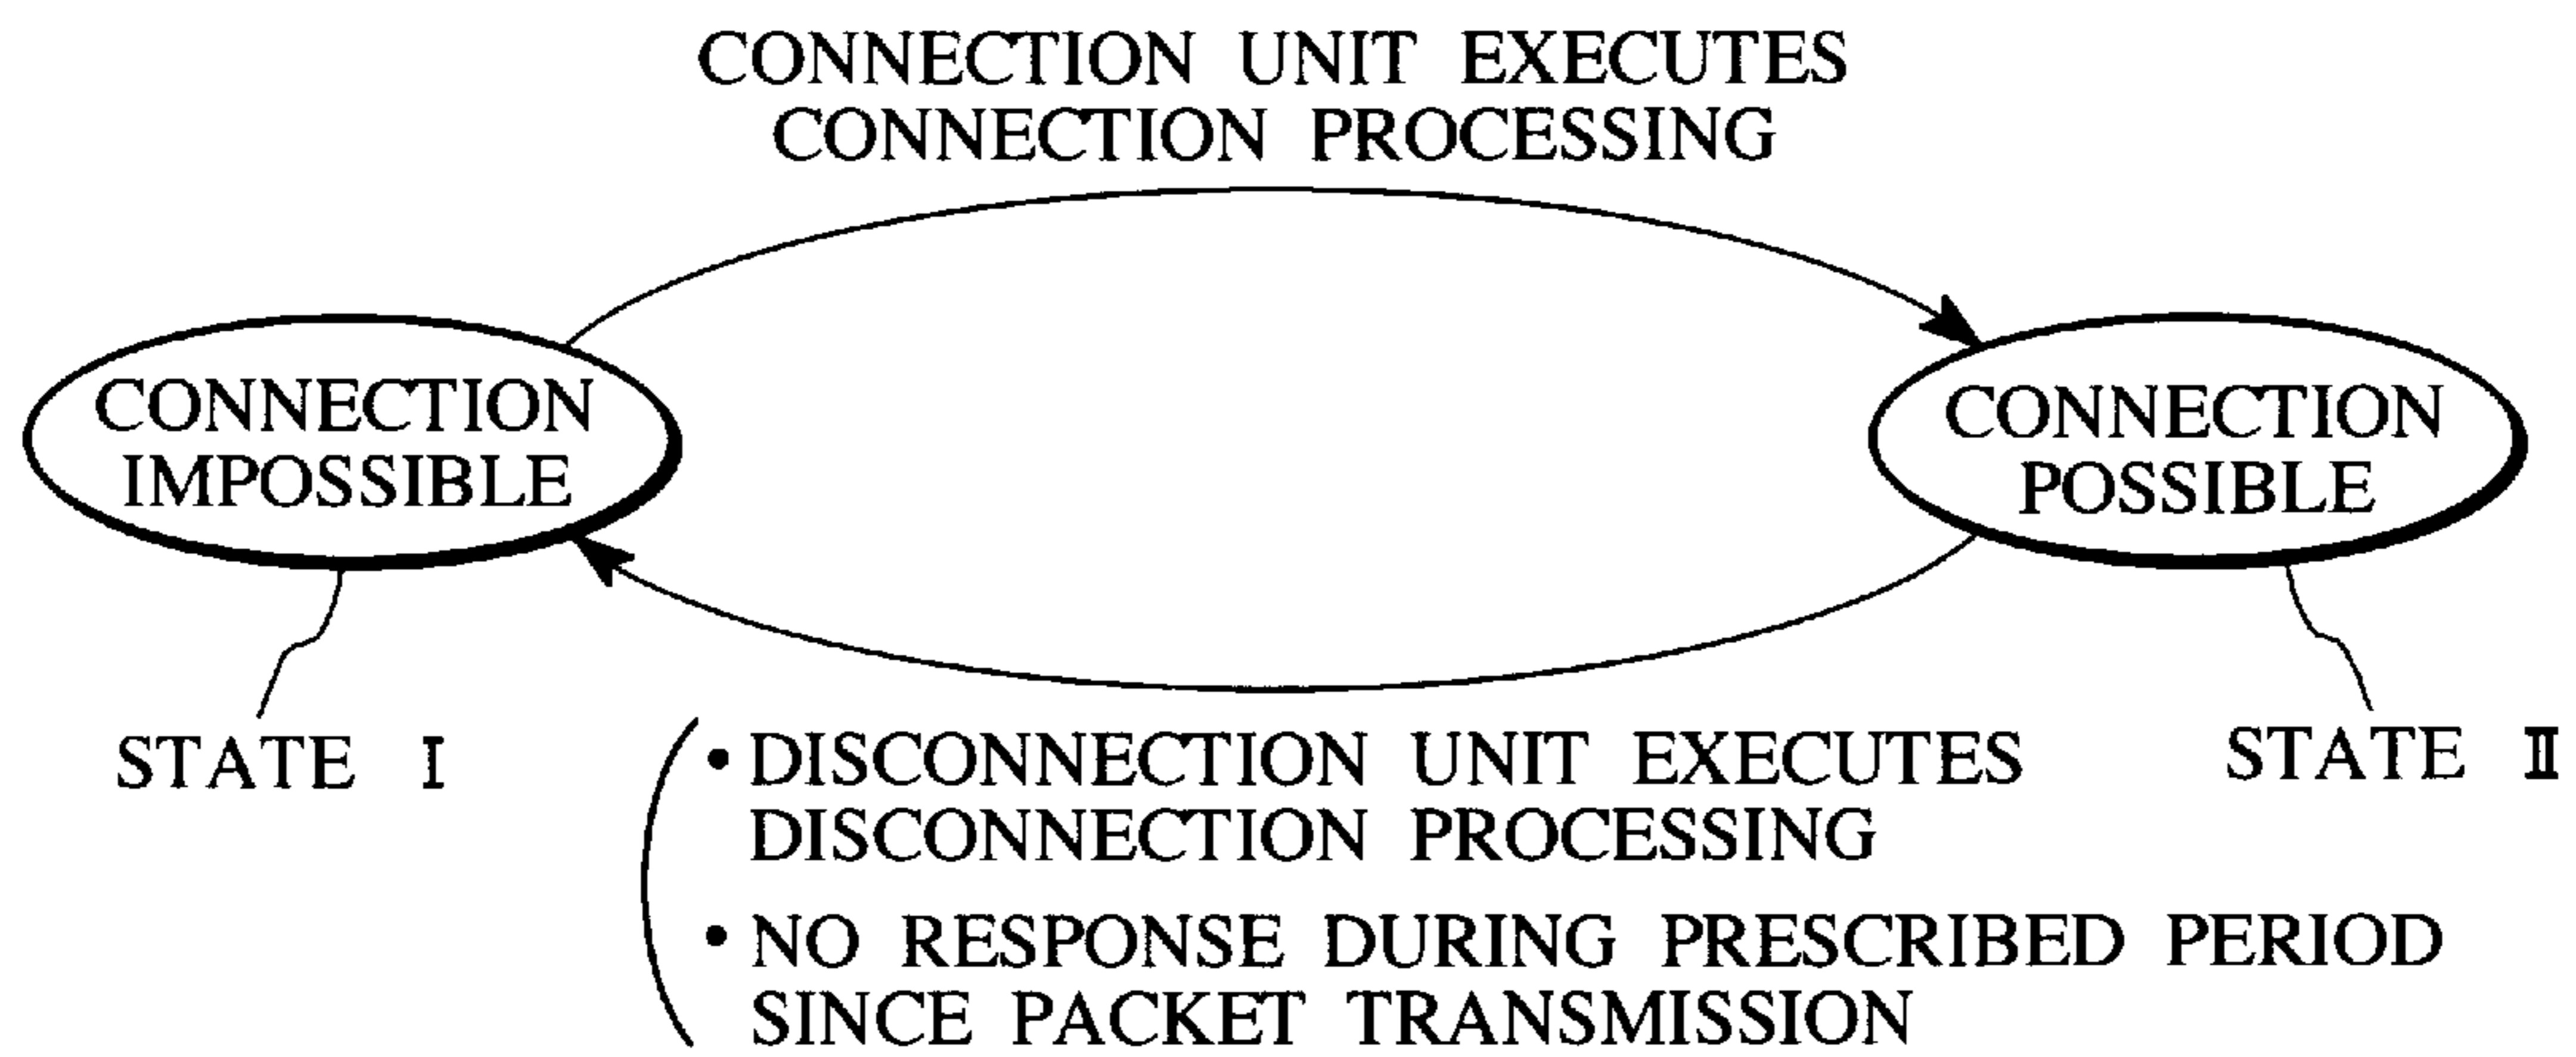 CONNECTION UNIT EXECUTES
CONNECTION PROCESSING
CONNECTION
IMPOSSIBLE
CONNECTION
POSSIBLE
STATE I
STATE II
• DISCONNECTION UNIT EXECUTES
DISCONNECTION PROCESSING
• NO RESPONSE DURING PRESCRIBED PERIOD
SINCE PACKET TRANSMISSION